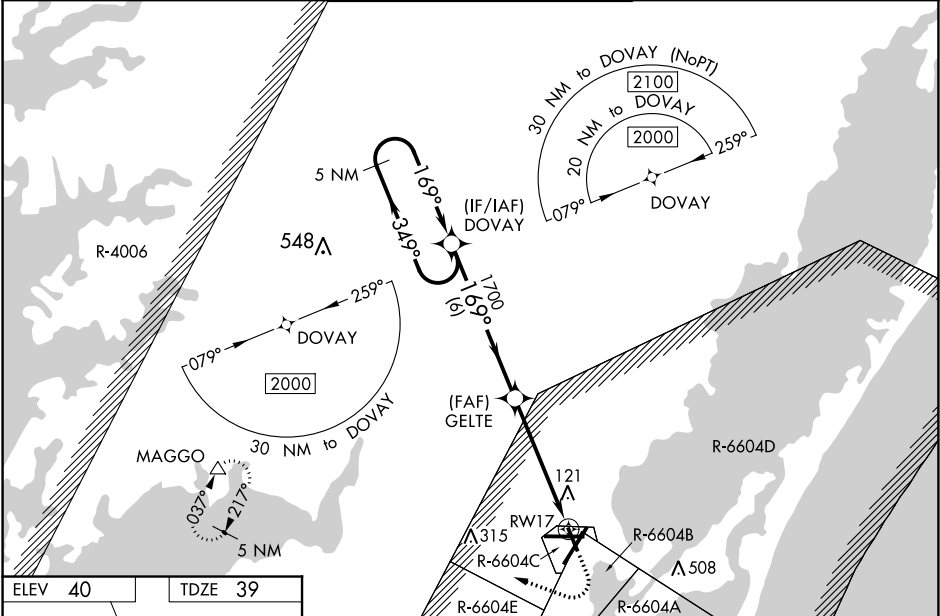 30 NM to DOVAY (NoPT)
2100
20 NM to DOVAY
2000
259°
079°
DOVAY
5 NM
169°
349°
(IF/IAF)
DOVAY
R-4006
548
1700
169°
(6)
259°
079°
DOVAY
2000
30 NM to DOVAY
(FAF)
GELTE
R-6604D
MAGGO
037°
217°
5 NM
121
RW17
315
R-6604C
R-6604B
508
R-6604E
R-6604A
ELEV 40
TDZE 39